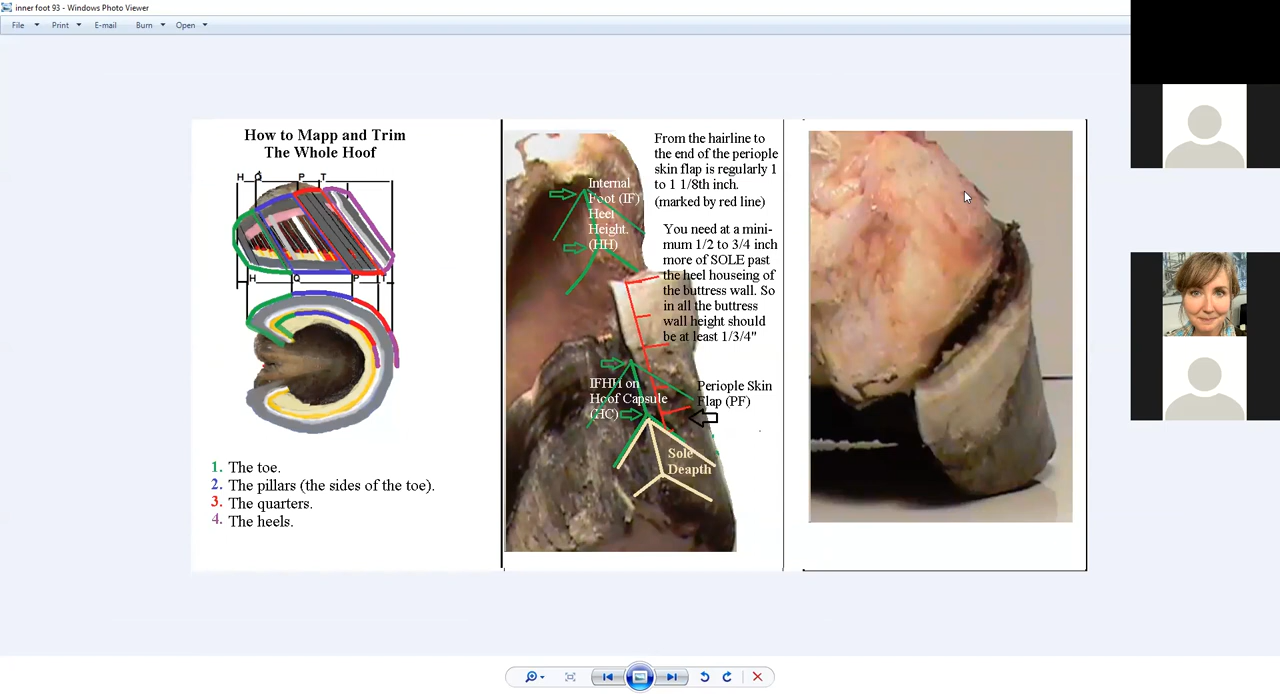 inner foot 93 - Windows Photo Viewer
File Print E-mail Burn Open
How to Mapp and Trim
The Whole Hoof
H Q P T
H Q P T
1. The toe.
2. The pillars (the sides of the toe).
3. The quarters.
4. The heels.
Internal
Foot (IF)
Heel
Height.
(HH)
IFHH on
Hoof Capsule
(HC)
From the hairline to
the end of the periople
skin flap is regularly 1
to 1 1/8th inch.
(marked by red line)
You need at a mini-
mum 1/2 to 3/4 inch
more of SOLE past
the heel houseing of
the buttress wall. So
in all the buttress
wall height should
be at least 1/3/4"
Periople Skin
Flap (PF)
Sole
Deapth